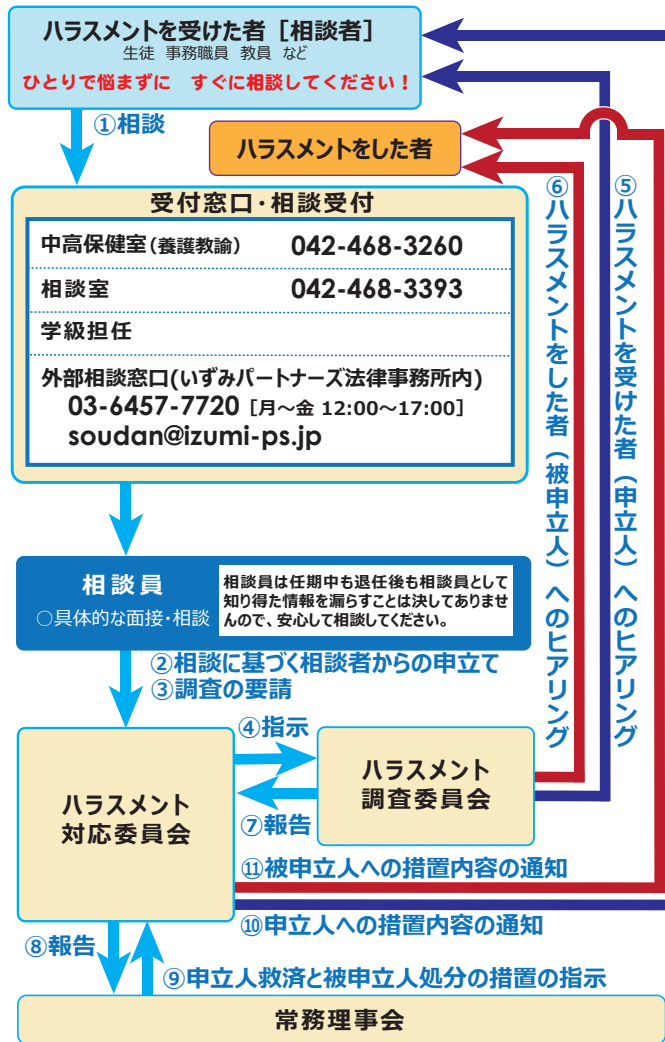 ハラスメントを受けた者［相談者］
生徒 事務職員 教員 など
ひとりで悩まずに すぐに相談してください！
①相談
ハラスメントをした者
受付窓口・相談受付
中高保健室（養護教諭） 042-468-3260
相談室 042-468-3393
学級担任
外部相談窓口(いずみパートナーズ法律事務所内)
03-6457-7720［月〜金 12:00〜17:00］
soudan@izumi-ps.jp
⑥ハラスメントをした者（被申立人）へのヒアリング
⑤ハラスメントを受けた者（申立人）へのヒアリング
相談員
○具体的な面接・相談
相談員は任期中も退任後も相談員として
知り得た情報を漏らすことは決してありませ
んので、安心して相談してください。
②相談に基づく相談者からの申立て
③調査の要請
④指示
ハラスメント
対応委員会
ハラスメント
調査委員会
⑦報告
⑪被申立人への措置内容の通知
⑩申立人への措置内容の通知
⑧報告
⑨申立人救済と被申立人処分の措置の指示
常務理事会